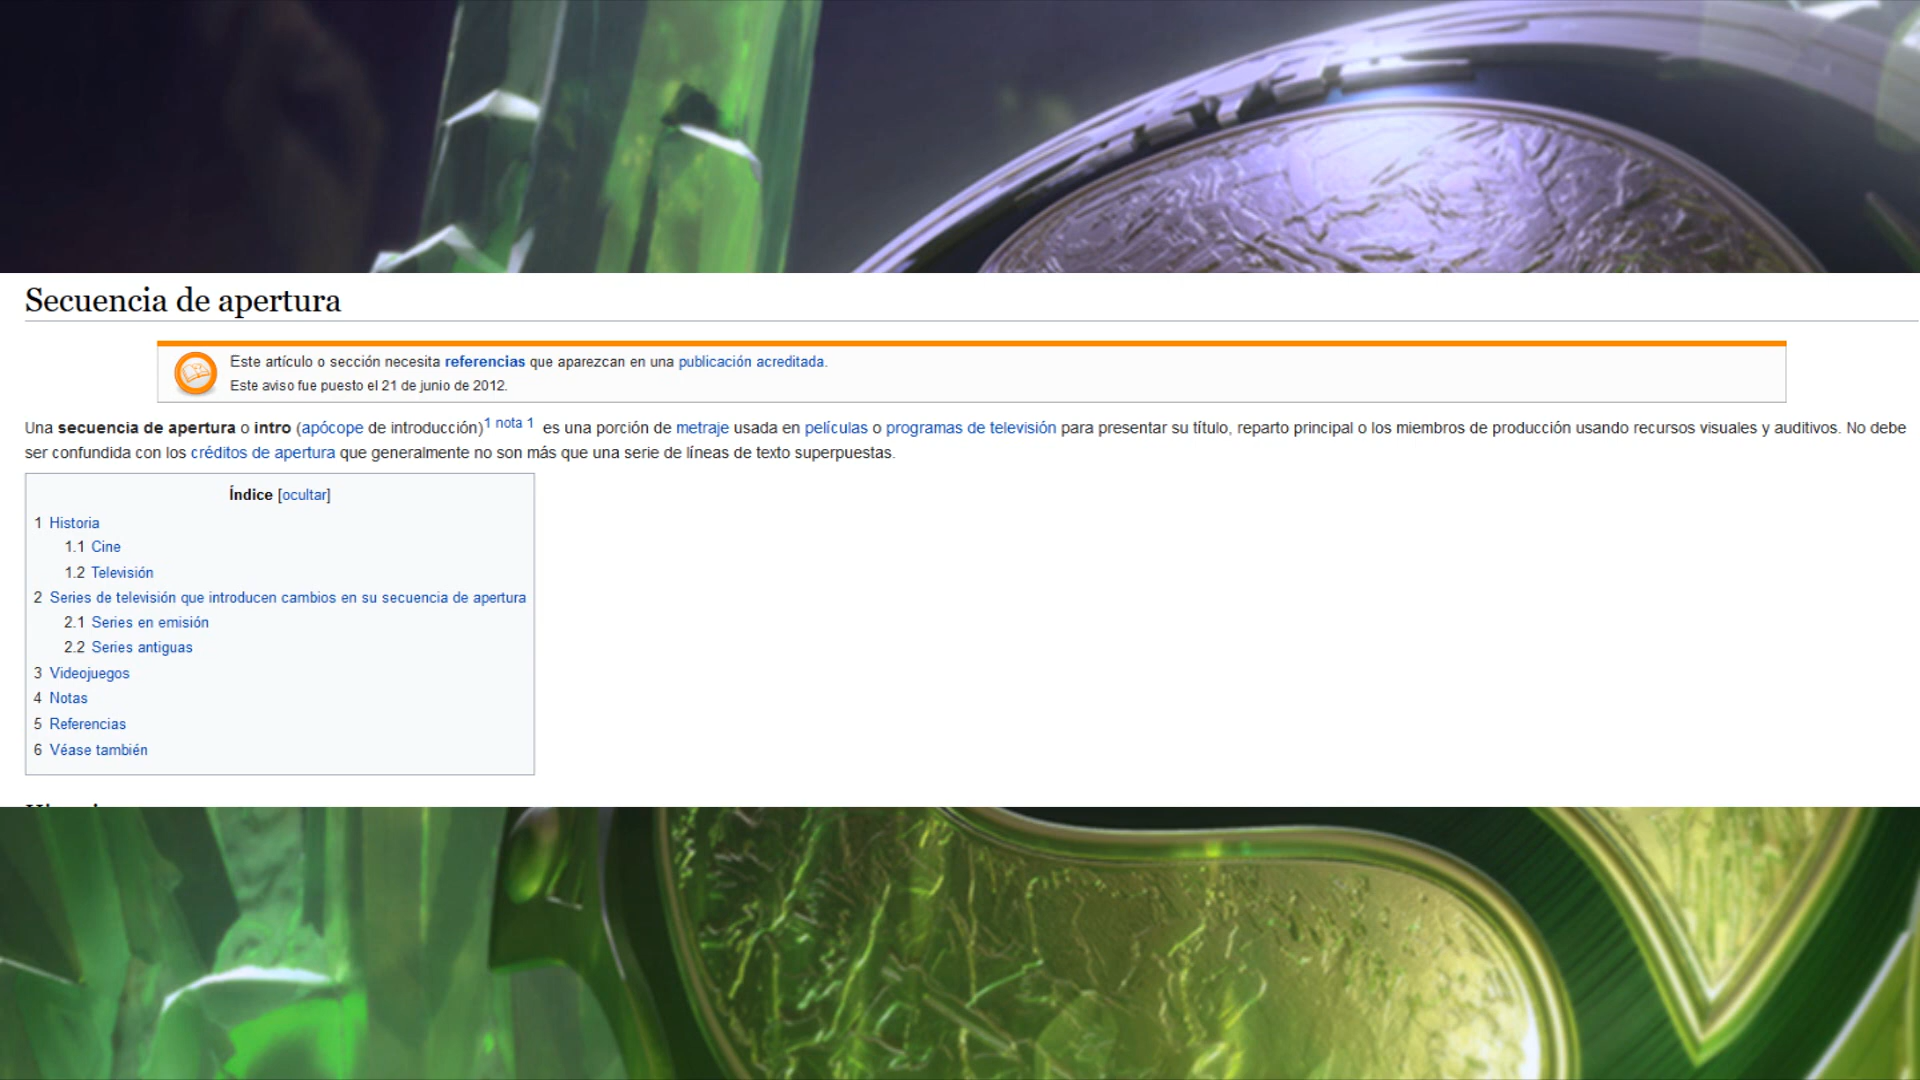 Secuencia de apertura
Este artículo o sección necesita referencias que aparezcan en una publicación acreditada.
Este aviso fue puesto el 21 de junio de 2012.
Una secuencia de apertura o intro (apócope de introducción)1 nota 1 es una porción de metraje usada en películas o programas de televisión para presentar su título, reparto principal o los miembros de producción usando recursos visuales y auditivos. No debe
ser confundida con los créditos de apertura que generalmente no son más que una serie de líneas de texto superpuestas.
Índice [ocultar]
1 Historia
1.1 Cine
1.2 Televisión
2 Series de televisión que introducen cambios en su secuencia de apertura
2.1 Series en emisión
2.2 Series antiguas
3 Videojuegos
4 Notas
5 Referencias
6 Véase también